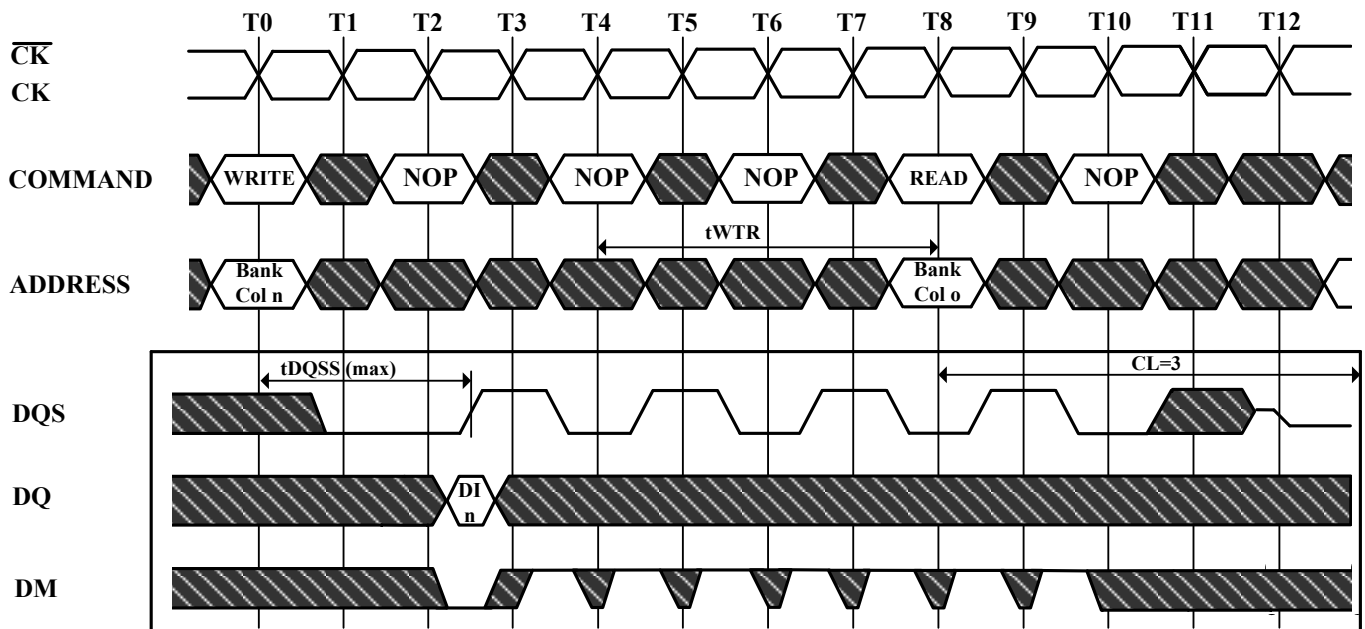 T0 T1 T2 T3 T4 T5 T6 T7 T8 T9 T10 T11 T12
CK
CK
COMMAND WRITE NOP NOP NOP READ NOP
tWTR
ADDRESS Bank Col n Bank Col o
tDQSS (max) CL=3
DQS
DQ DI n
DM